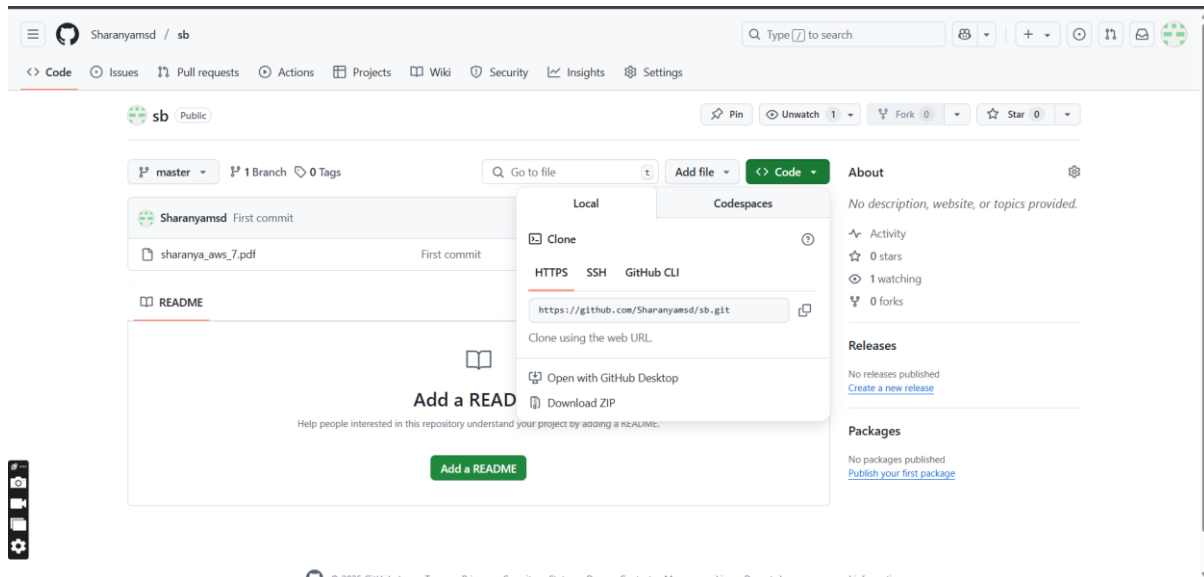 Sharanyamsd / sb
Type / to search
<> Code Issues Pull requests Actions Projects Wiki Security Insights Settings
sb Public
Pin Unwatch 1 Fork 0 Star 0
master 1 Branch 0 Tags
Go to file t Add file <> Code
Sharanyamsd First commit
sharanya_aws_7.pdf First commit
README
Add a READ
Help people interested in this repository understand your project by adding a README.
Add a README
Local Codespaces
Clone
HTTPS SSH GitHub CLI
https://github.com/Sharanyamsd/sb.git
Clone using the web URL.
Open with GitHub Desktop
Download ZIP
About
No description, website, or topics provided.
Activity
0 stars
1 watching
0 forks
Releases
No releases published
Create a new release
Packages
No packages published
Publish your first package